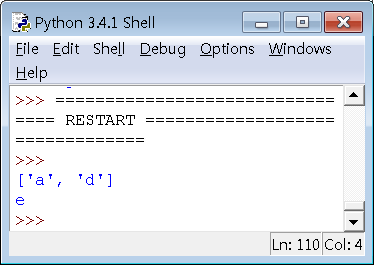 Python 3.4.1 Shell
File Edit Shell Debug Options Windows
Help
>>> ===========================
==== RESTART ===================
=============
>>>
['a', 'd']
e
>>>
Ln: 110 Col: 4